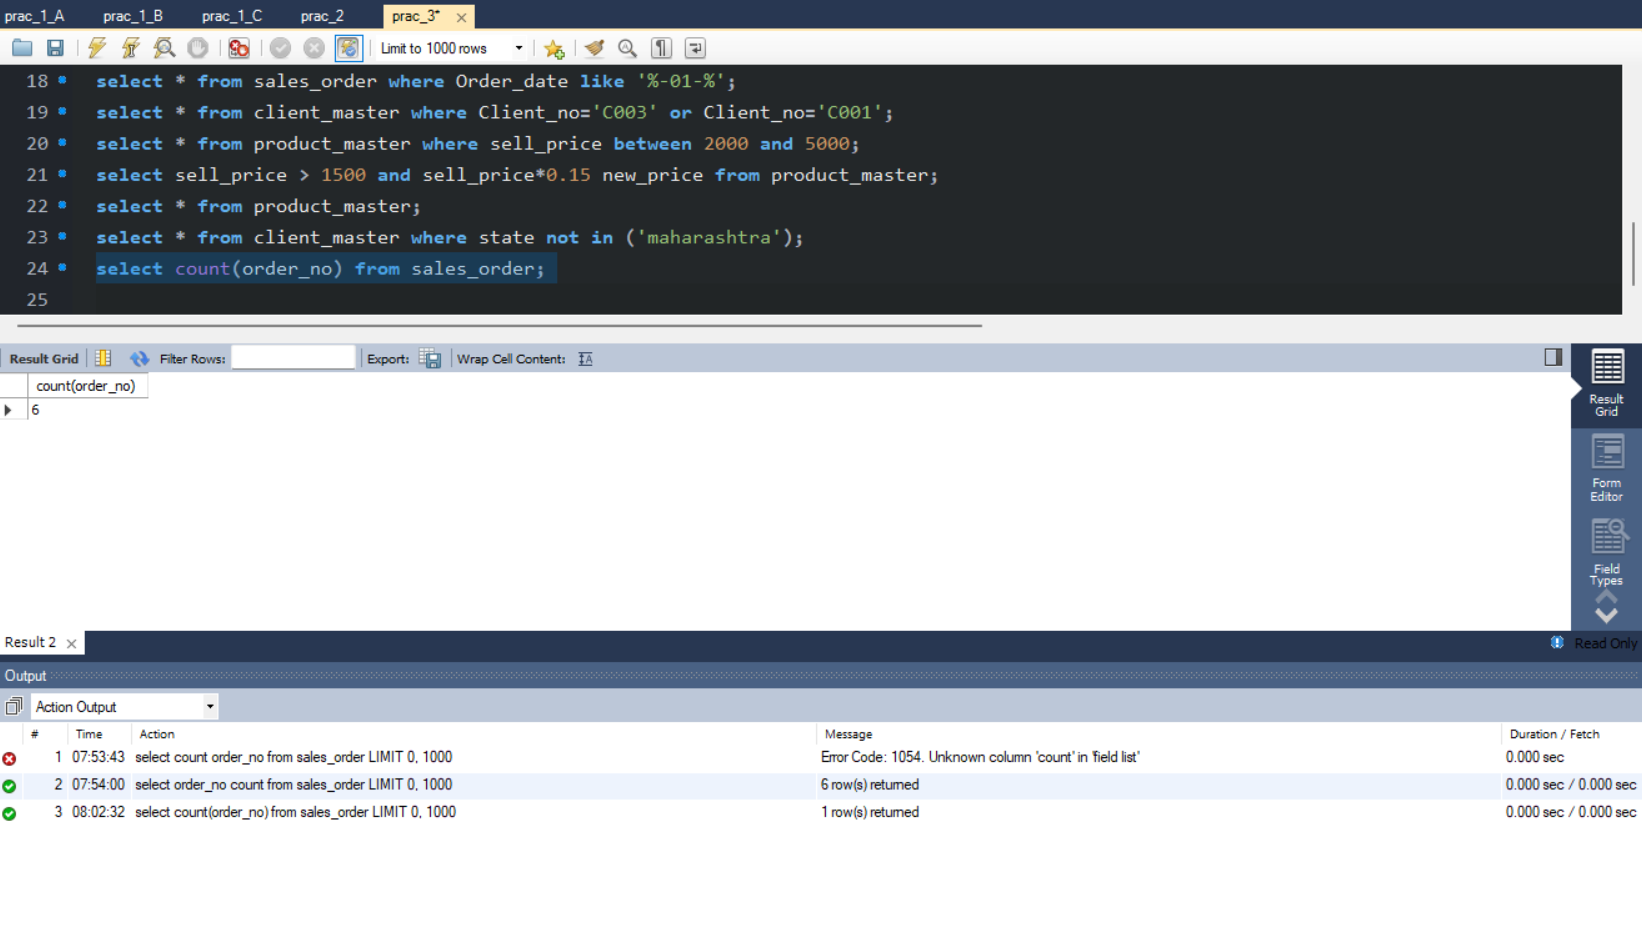 prac_1_A prac_1_B prac_1_C prac_2 prac_3*
Limit to 1000 rows
18 select * from sales_order where Order_date like '%-01-%';
19 select * from client_master where Client_no='C003' or Client_no='C001';
20 select * from product_master where sell_price between 2000 and 5000;
21 select sell_price > 1500 and sell_price*0.15 new_price from product_master;
22 select * from product_master;
23 select * from client_master where state not in ('maharashtra');
24 select count(order_no) from sales_order;
25
Result Grid Filter Rows: Export: Wrap Cell Content:
count(order_no)
6
Result
Grid
Form
Editor
Field
Types
Result 2 Read Only
Output
Action Output
# Time Action Message Duration / Fetch
1 07:53:43 select count order_no from sales_order LIMIT 0, 1000 Error Code: 1054. Unknown column 'count' in 'field list' 0.000 sec
2 07:54:00 select order_no count from sales_order LIMIT 0, 1000 6 row(s) returned 0.000 sec / 0.000 sec
3 08:02:32 select count(order_no) from sales_order LIMIT 0, 1000 1 row(s) returned 0.000 sec / 0.000 sec